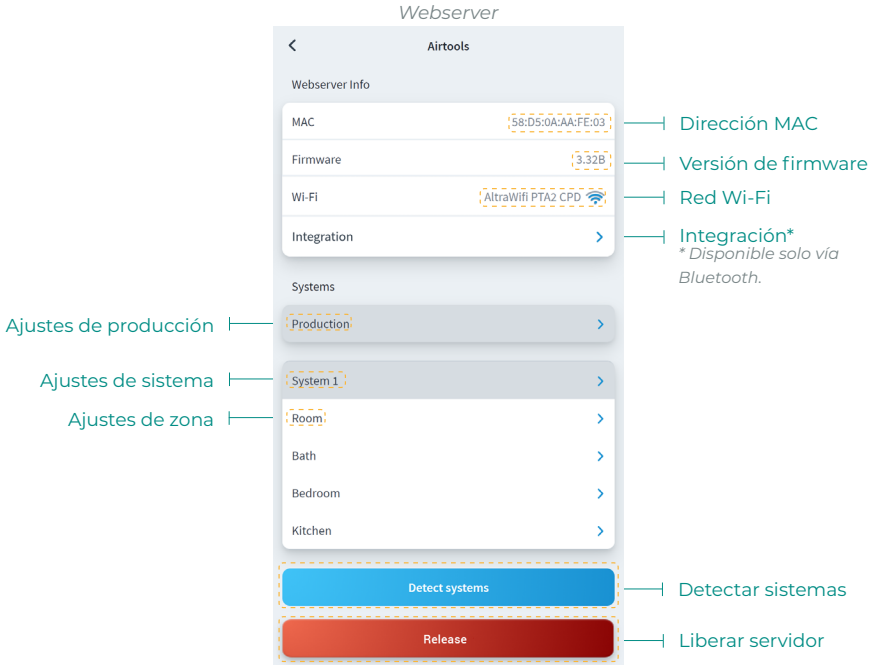 Webserver
Airtools
Webserver Info
MAC 58:D5:0A:AA:FE:03 Dirección MAC
Firmware 3.32B Versión de firmware
Wi-Fi AltraWifi PTA2 CPD Red Wi-Fi
Integration Integración*
* Disponible solo vía
Bluetooth.
Systems
Ajustes de producción Production
Ajustes de sistema System 1
Ajustes de zona Room
Bath
Bedroom
Kitchen
Detect systems Detectar sistemas
Release Liberar servidor